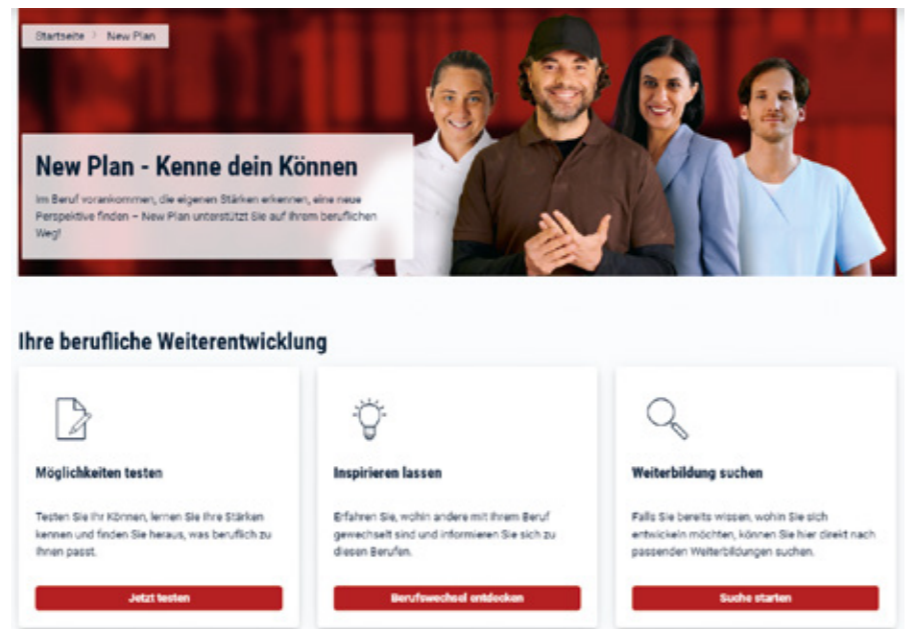 Startseite > New Plan
New Plan - Kenne dein Können
Im Beruf vorankommen, die eigenen Stärken erkennen, eine neue
Perspektive finden – New Plan unterstützt Sie auf Ihrem beruflichen
Weg!
Ihre berufliche Weiterentwicklung
Möglichkeiten testen
Testen Sie Ihr Können, lernen Sie Ihre Stärken
kennen und finden Sie heraus, was beruflich zu
Ihnen passt.
Jetzt testen
Inspirieren lassen
Erfahren Sie, wohin andere mit Ihrem Beruf
gewechselt sind und informieren Sie sich zu
diesen Berufen.
Berufswechsel entdecken
Weiterbildung suchen
Falls Sie bereits wissen, wohin Sie sich
entwickeln möchten, können Sie hier direkt nach
passenden Weiterbildungen suchen.
Suche starten